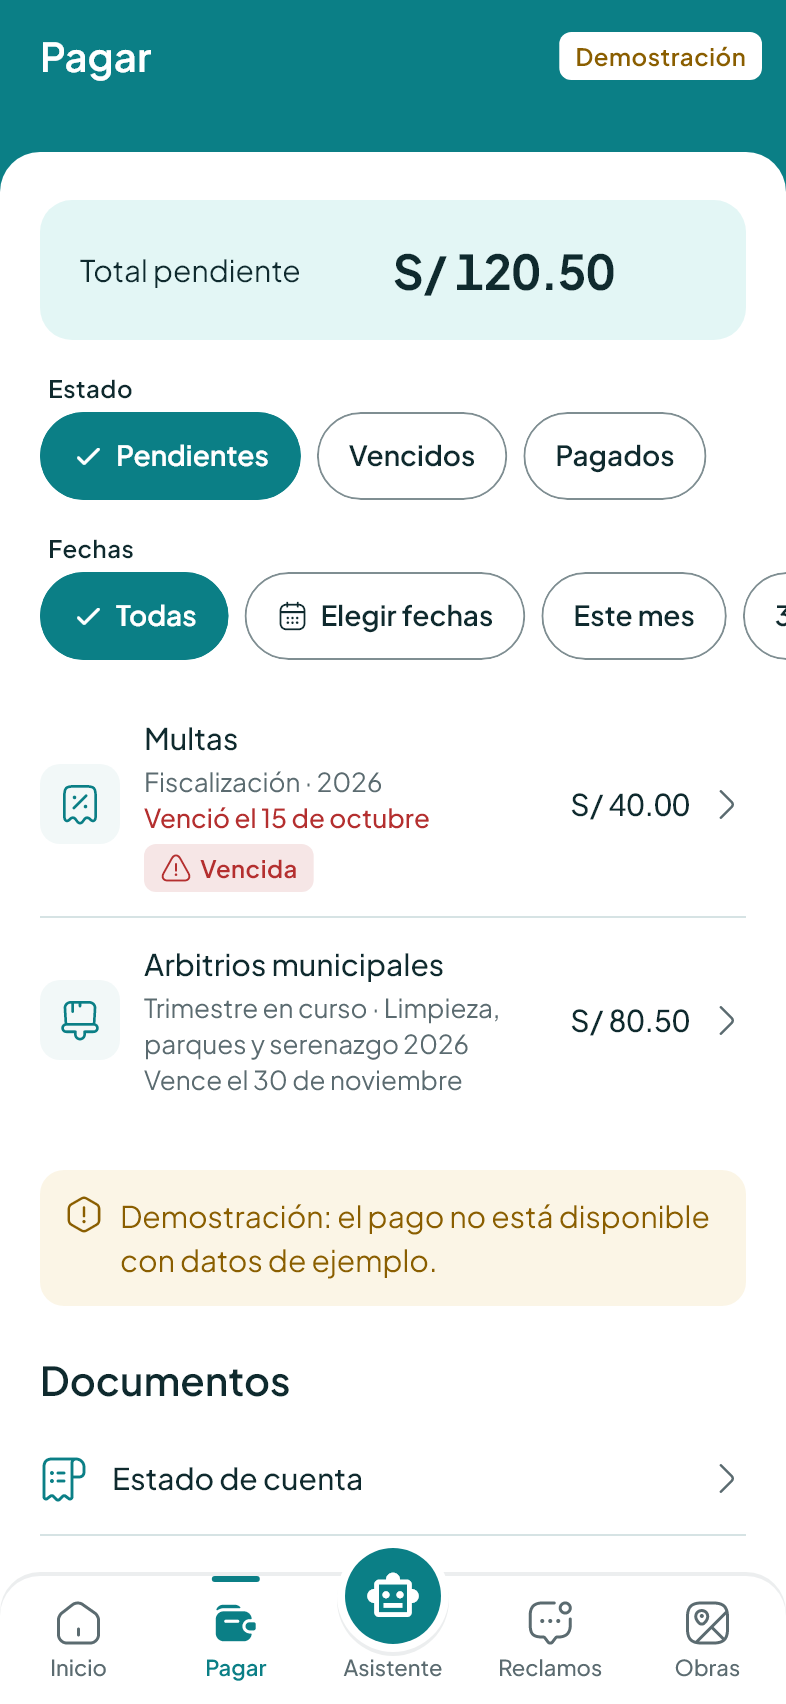 Pagar
Demostración
Total pendiente
S/ 120.50
Estado
Pendientes
Vencidos
Pagados
Fechas
Todas
Elegir fechas
Este mes
Multas
Fiscalización · 2026
Venció el 15 de octubre
Vencida
S/ 40.00
Arbitrios municipales
Trimestre en curso · Limpieza,
parques y serenazgo 2026
Vence el 30 de noviembre
S/ 80.50
Demostración: el pago no está disponible
con datos de ejemplo.
Documentos
Estado de cuenta
Inicio
Pagar
Asistente
Reclamos
Obras